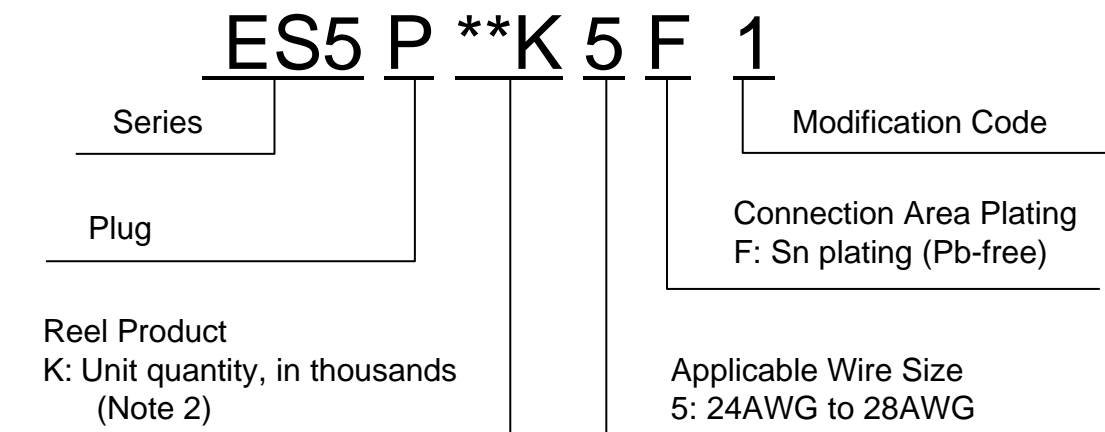 ES5 P **K 5 F 1
Series
Modification Code
Plug
Connection Area Plating
F: Sn plating (Pb-free)
Reel Product
K: Unit quantity, in thousands
(Note 2)
Applicable Wire Size
5: 24AWG to 28AWG